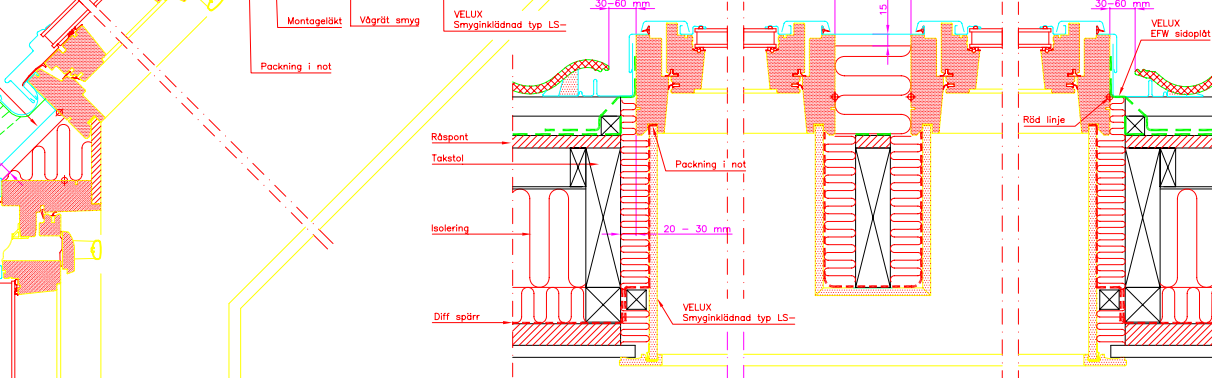 30-60 mm
15
30-60 mm
Montageläkt
Vågrät smyg
VELUX
Smyginklädnad typ LS-
VELUX
EFW sidoplåt
Packning i not
Röd linje
Råspont
Takstol
Packning i not
Isolering
20 - 30 mm
VELUX
Smyginklädnad typ LS-
Diff spärr